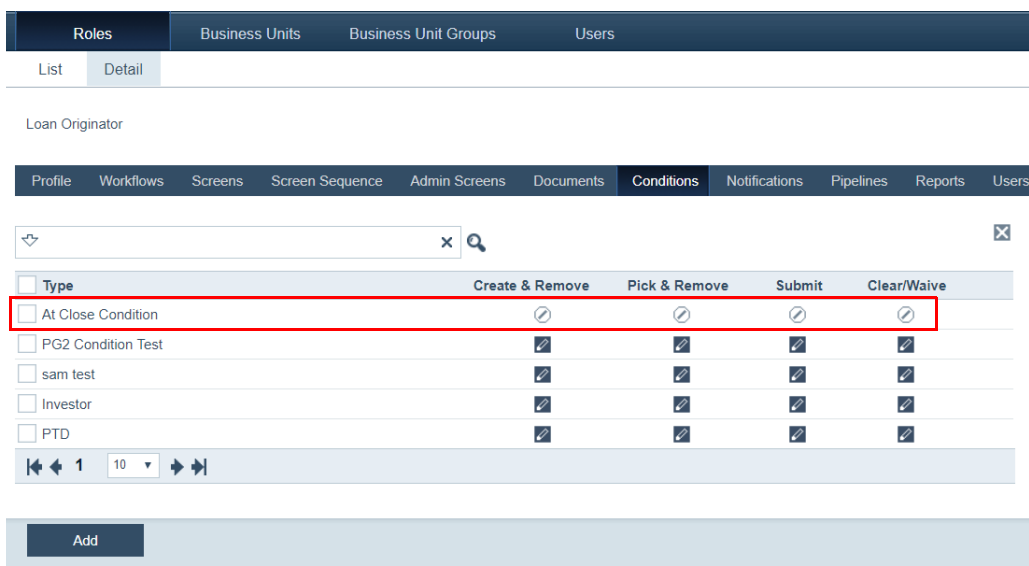 Roles Business Units Business Unit Groups Users
List Detail
Loan Originator
Profile Workflows Screens Screen Sequence Admin Screens Documents Conditions Notifications Pipelines Reports Users
Type Create & Remove Pick & Remove Submit Clear/Waive
At Close Condition
PG2 Condition Test
sam test
Investor
PTD
1 10
Add